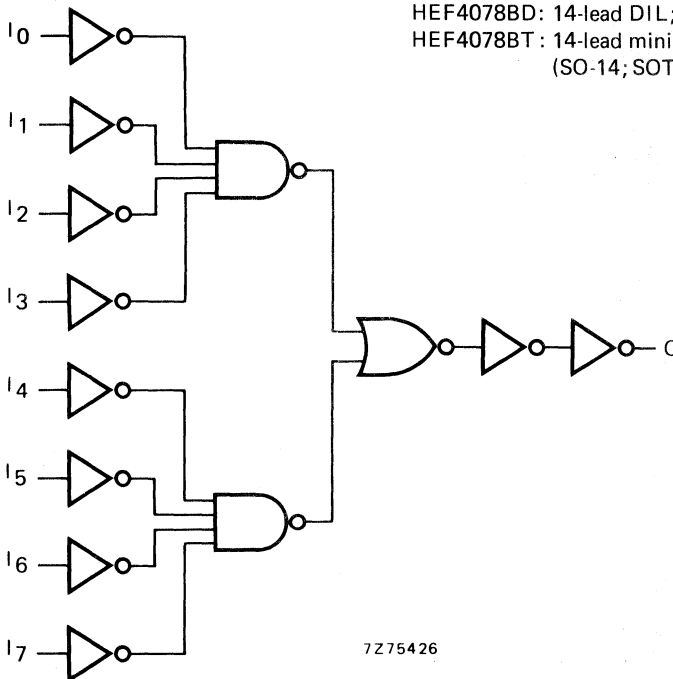 HEF4078BD: 14-lead DIL;
HEF4078BT : 14-lead mini
(SO-14; SOT
I0
I1
I2
I3
I4
I5
I6
I7
7Z75426